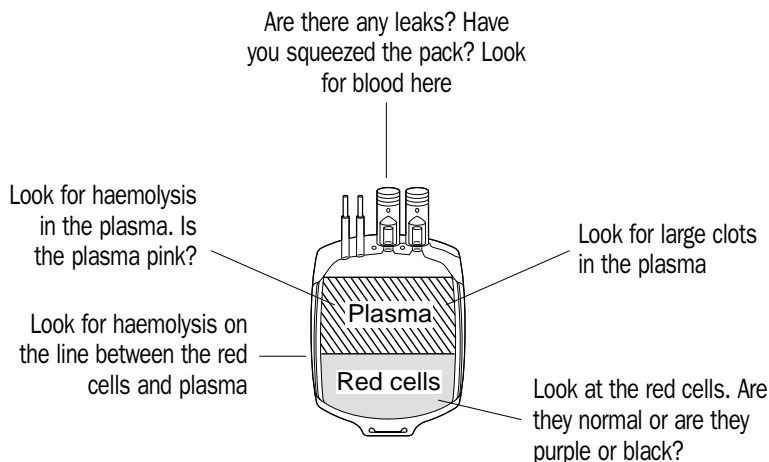 Are there any leaks? Have
you squeezed the pack? Look
for blood here
Look for haemolysis
in the plasma. Is
the plasma pink?
Look for large clots
in the plasma
Plasma
Look for haemolysis on
the line between the red
cells and plasma
Red cells
Look at the red cells. Are
they normal or are they
purple or black?